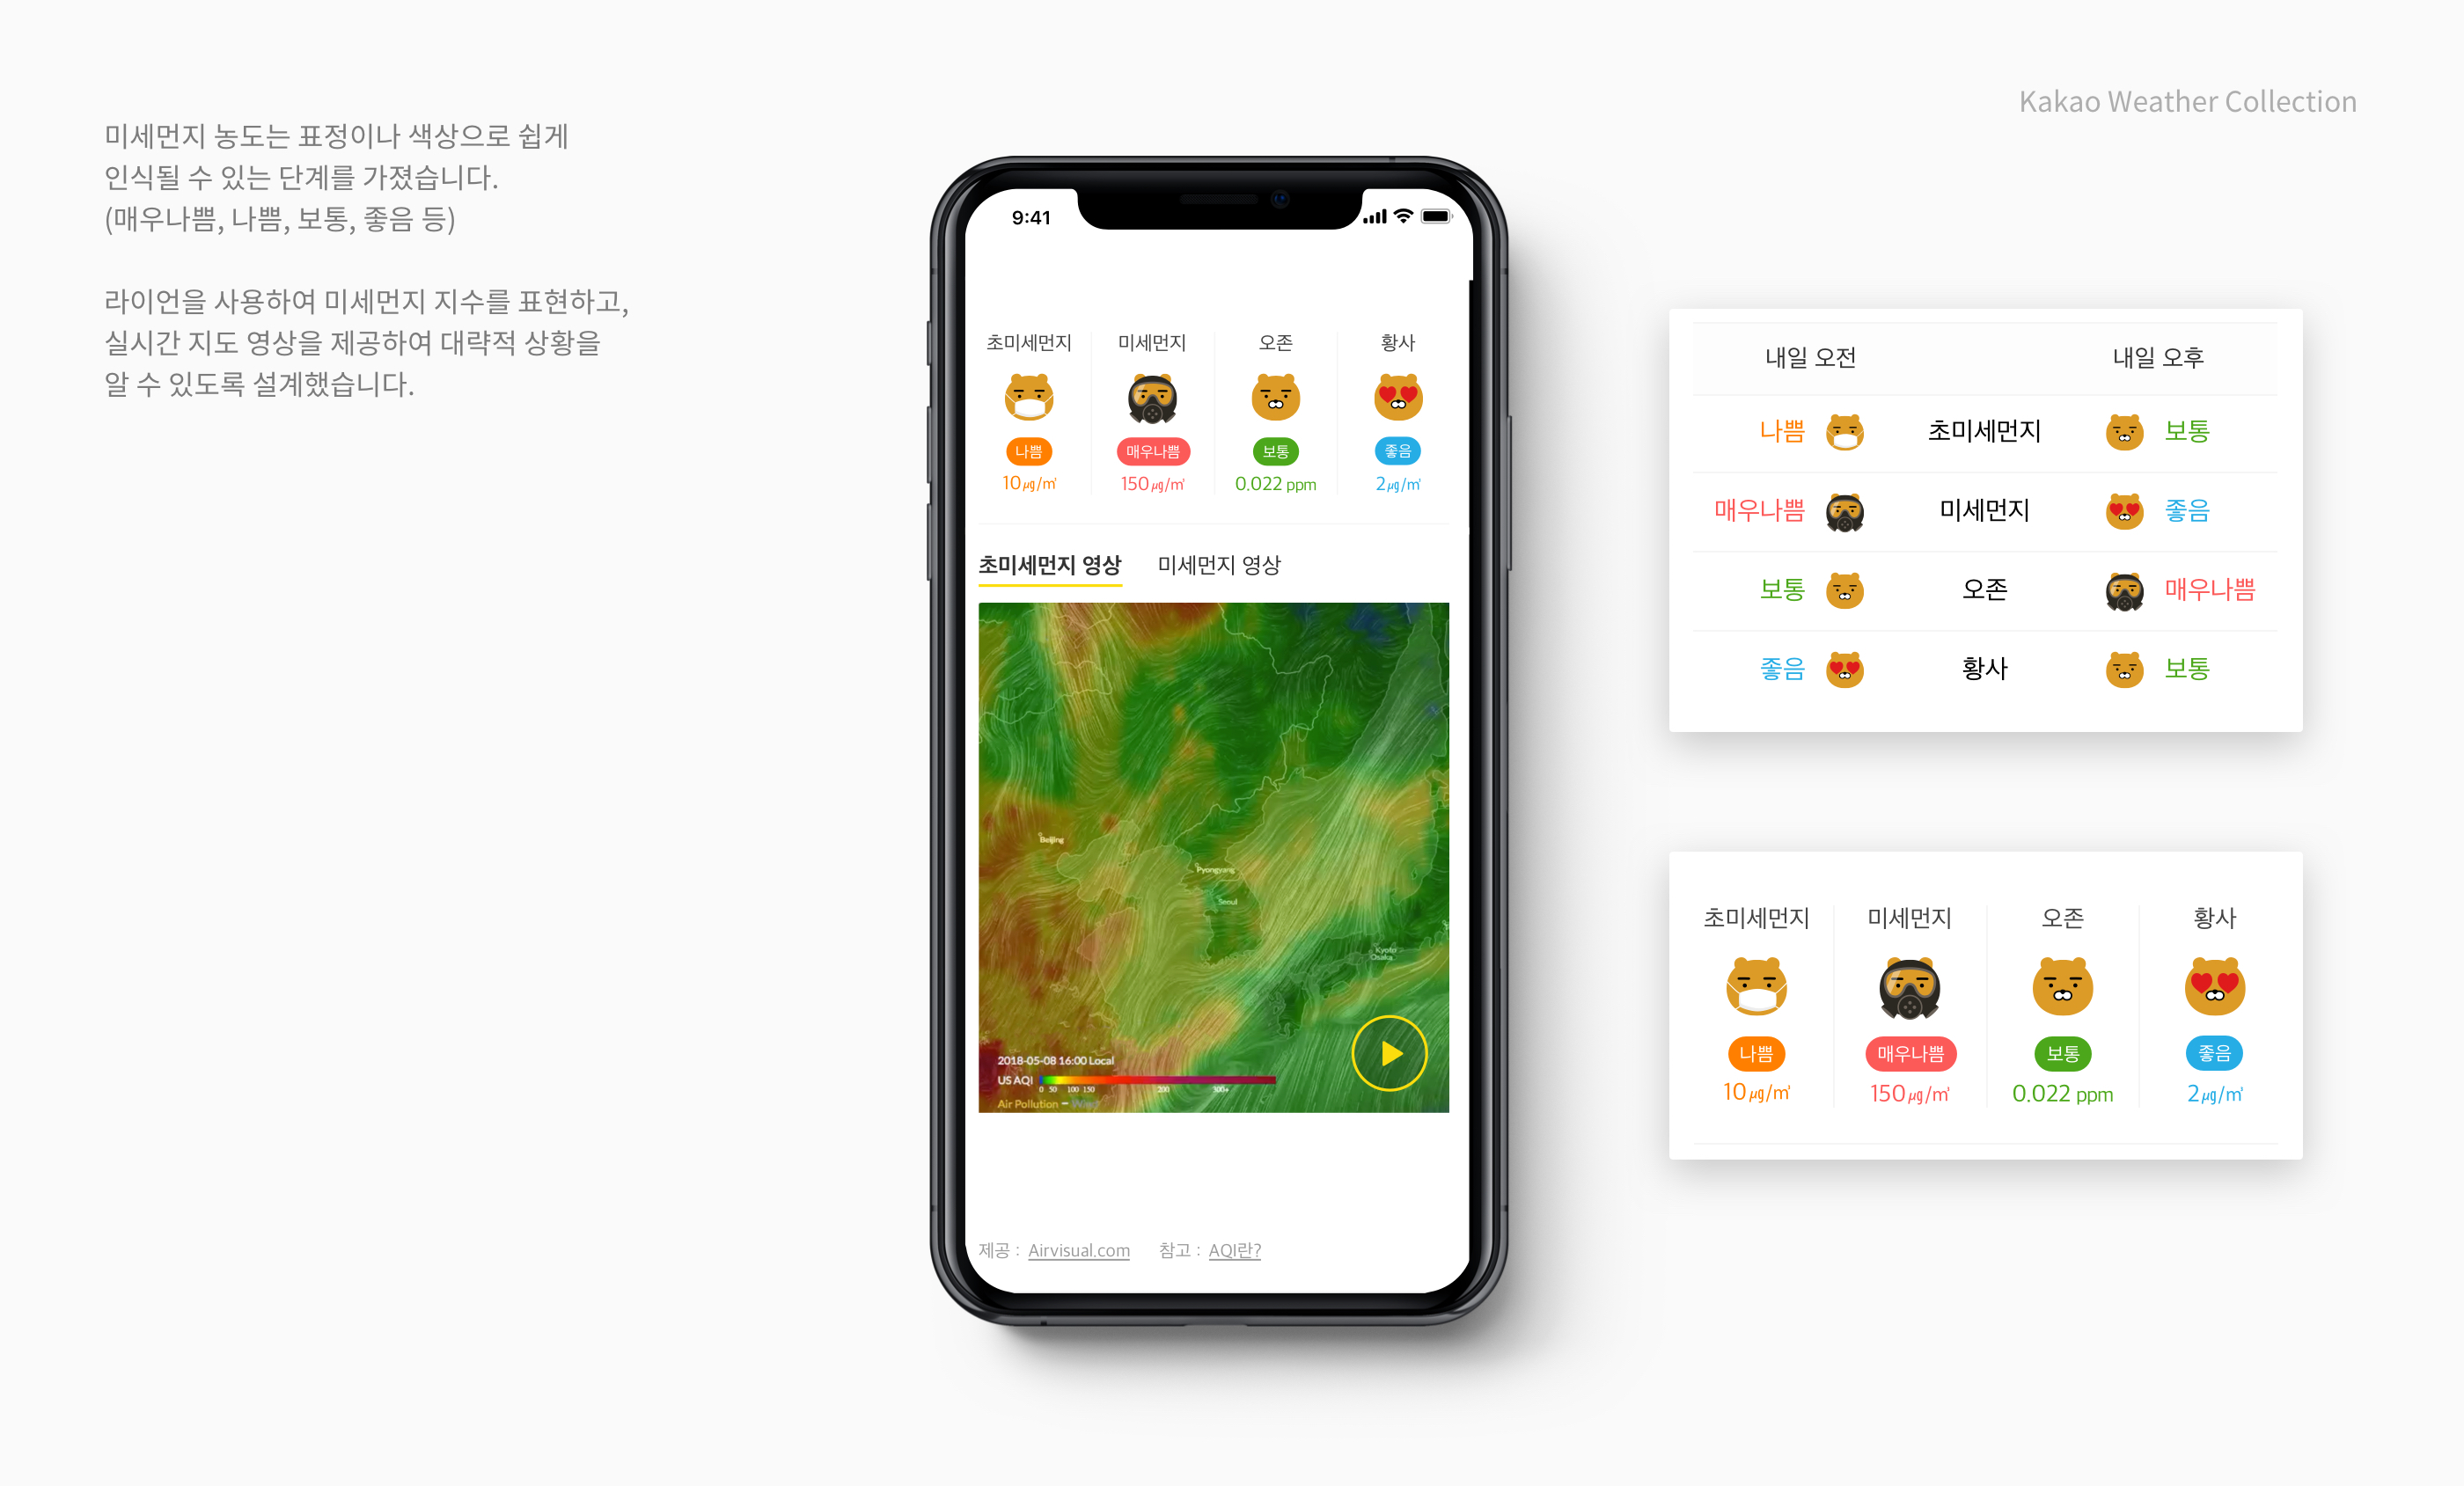 Kakao Weather Collection
미세먼지 농도는 표정이나 색상으로 쉽게
인식될 수 있는 단계를 가졌습니다.
(매우나쁨, 나쁨, 보통, 좋음 등)
라이언을 사용하여 미세먼지 지수를 표현하고,
실시간 지도 영상을 제공하여 대략적 상황을
알 수 있도록 설계했습니다.
9:41
초미세먼지 미세먼지 오존 황사
나쁨 매우나쁨 보통 좋음
10㎍/㎥ 150㎍/㎥ 0.022 ppm 2㎍/㎥
초미세먼지 영상 미세먼지 영상
Beijing
Pyongyang
Seoul
Kyoto
Osaka
2018-05-08 16:00 Local
US AQI
0 50 100 150 200 300+
Air Pollution – Wind
제공 : Airvisual.com 참고 : AQI란?
내일 오전 내일 오후
나쁨 초미세먼지 보통
매우나쁨 미세먼지 좋음
보통 오존 매우나쁨
좋음 황사 보통
초미세먼지 미세먼지 오존 황사
나쁨 매우나쁨 보통 좋음
10㎍/㎥ 150㎍/㎥ 0.022 ppm 2㎍/㎥